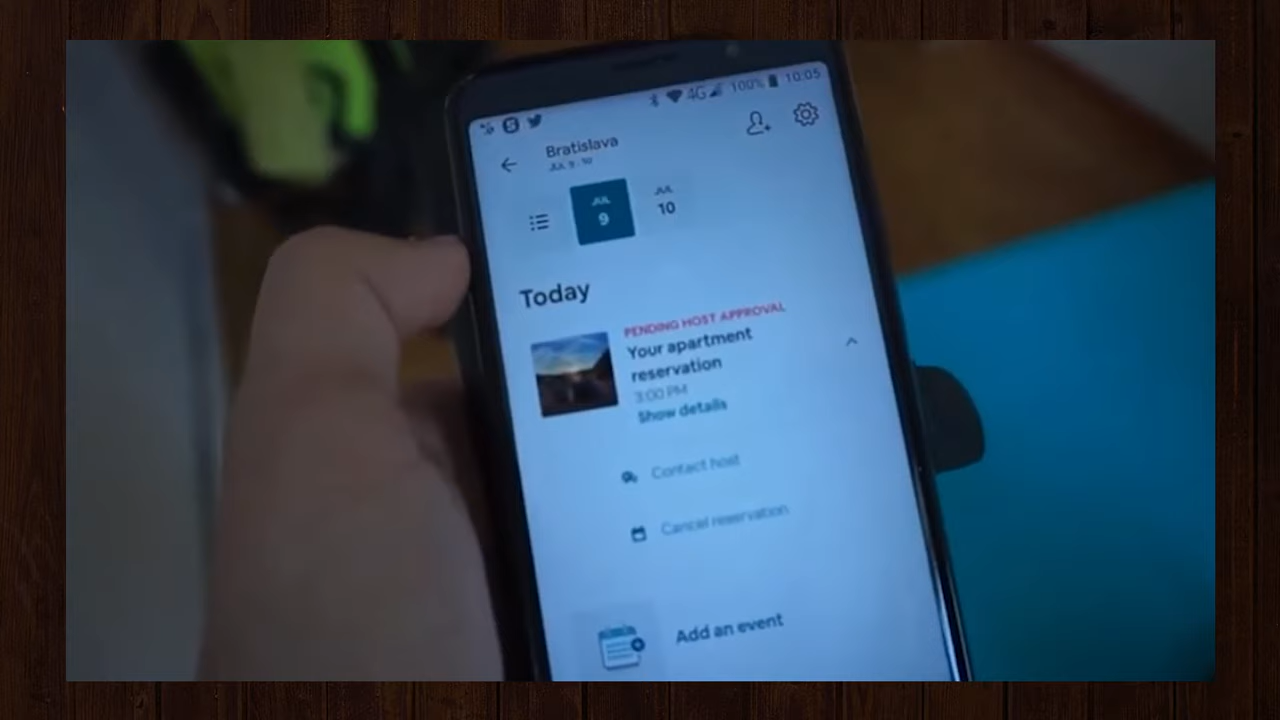 4G 100% 10:05
Bratislava
JUL 9 - 10
JUL
9
JUL
10
Today
PENDING HOST APPROVAL
Your apartment
reservation
3:00 PM
Show details
Contact host
Cancel reservation
Add an event